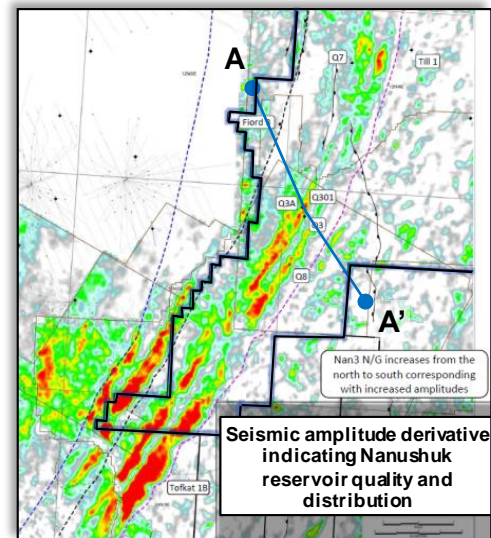 A
Q7
Till 1
Fiord
Q3A
Q301
Q3
Q8
A’
Nan3 N/G increases from the
north to south corresponding
with increased amplitudes
Seismic amplitude derivative
indicating Nanushuk
reservoir quality and
distribution
Tofkat 1B